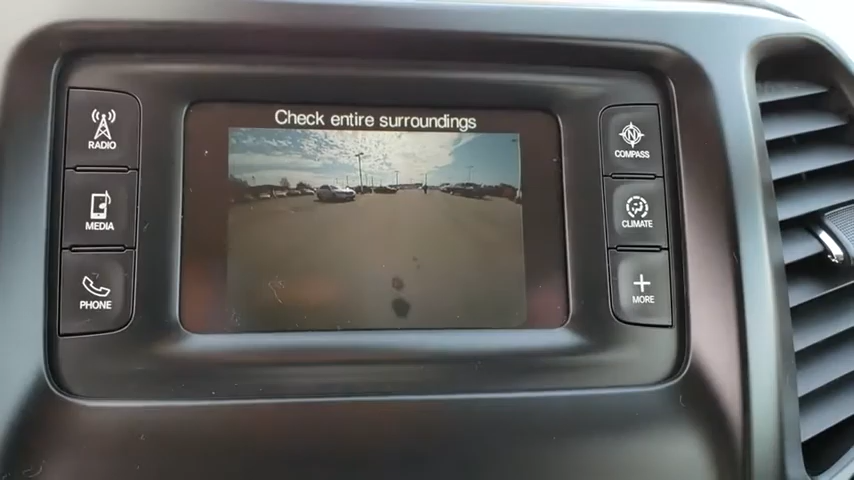 Check entire surroundings
RADIO
MEDIA
PHONE
N
COMPASS
CLIMATE
MORE